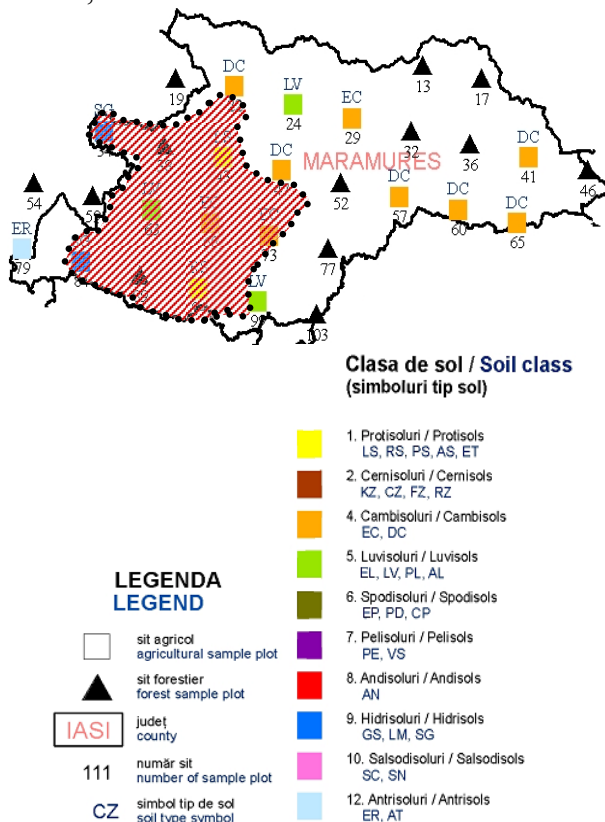 DC
19
LV
24
EC
29
13
17
SG
32
36
DC
MARAMURES
DC
41
46
54
52
DC
57
DC
60
DC
65
ER
79
77
LV
103
Clasa de sol / Soil class
(simboluri tip sol)
1. Protisoluri / Protisols
LS, RS, PS, AS, ET
2. Cernisoluri / Cernisols
KZ, CZ, FZ, RZ
4. Cambisoluri / Cambisols
EC, DC
5. Luvisoluri / Luvisols
EL, LV, PL, AL
6. Spodisoluri / Spodisols
EP, PD, CP
7. Pelisoluri / Pelisols
PE, VS
8. Andisoluri / Andisols
AN
9. Hidrisoluri / Hidrisols
GS, LM, SG
10. Salsodisoluri / Salsodisols
SC, SN
12. Antrisoluri / Antrisols
ER, AT
LEGENDA
LEGEND
sit agricol
agricultural sample plot
sit forestier
forest sample plot
IASI
județ
county
111
număr sit
number of sample plot
CZ
simbol tip de sol
soil type symbol